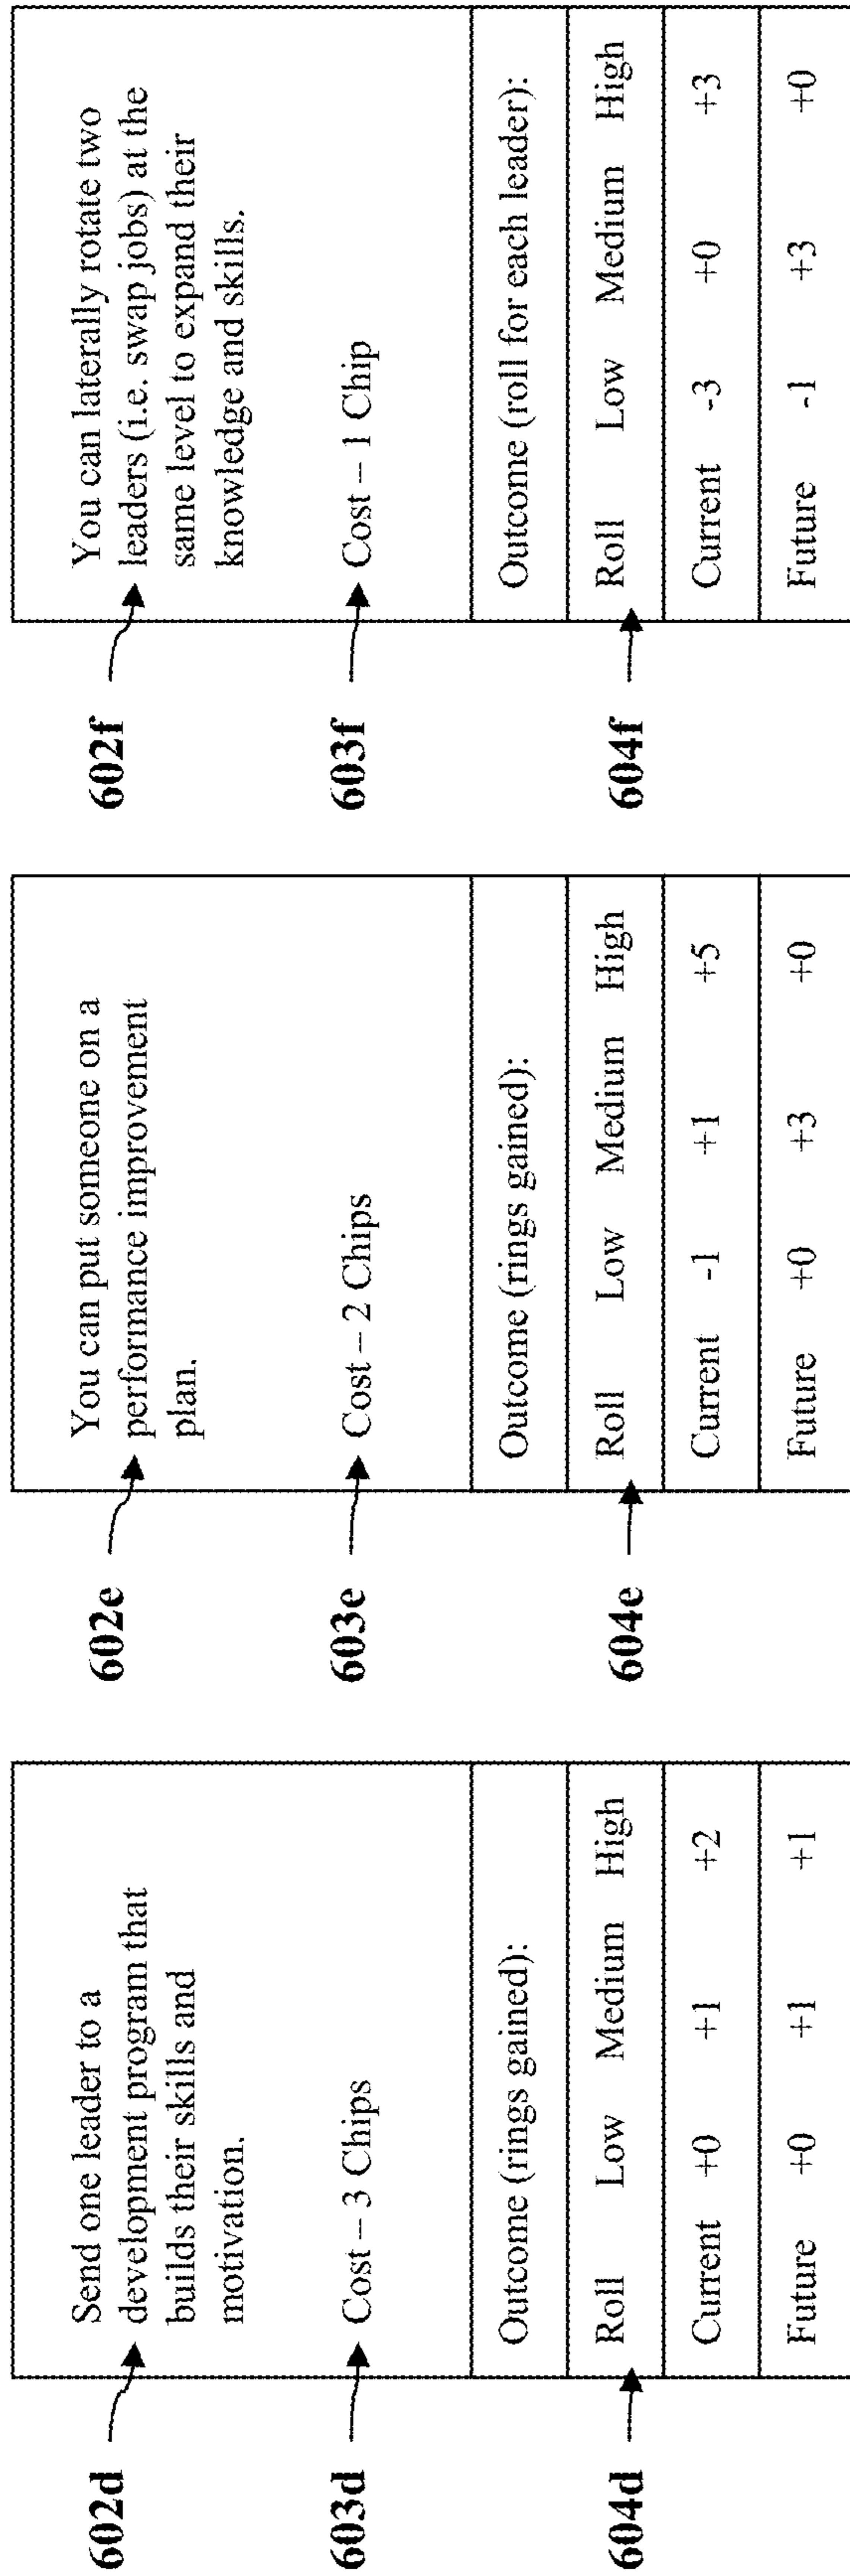 602d
Send one leader to a
development program that
builds their skills and
motivation.
603d
Cost – 3 Chips
Outcome (rings gained):
604d
Roll Low Medium High
Current +0 +1 +2
Future +0 +1 +1
602e
You can put someone on a
performance improvement
plan.
603e
Cost – 2 Chips
Outcome (rings gained):
604e
Roll Low Medium High
Current -1 +1 +5
Future +0 +3 +0
602f
You can laterally rotate two
leaders (i.e. swap jobs) at the
same level to expand their
knowledge and skills.
603f
Cost – 1 Chip
Outcome (roll for each leader):
604f
Roll Low Medium High
Current -3 +0 +3
Future -1 +3 +0